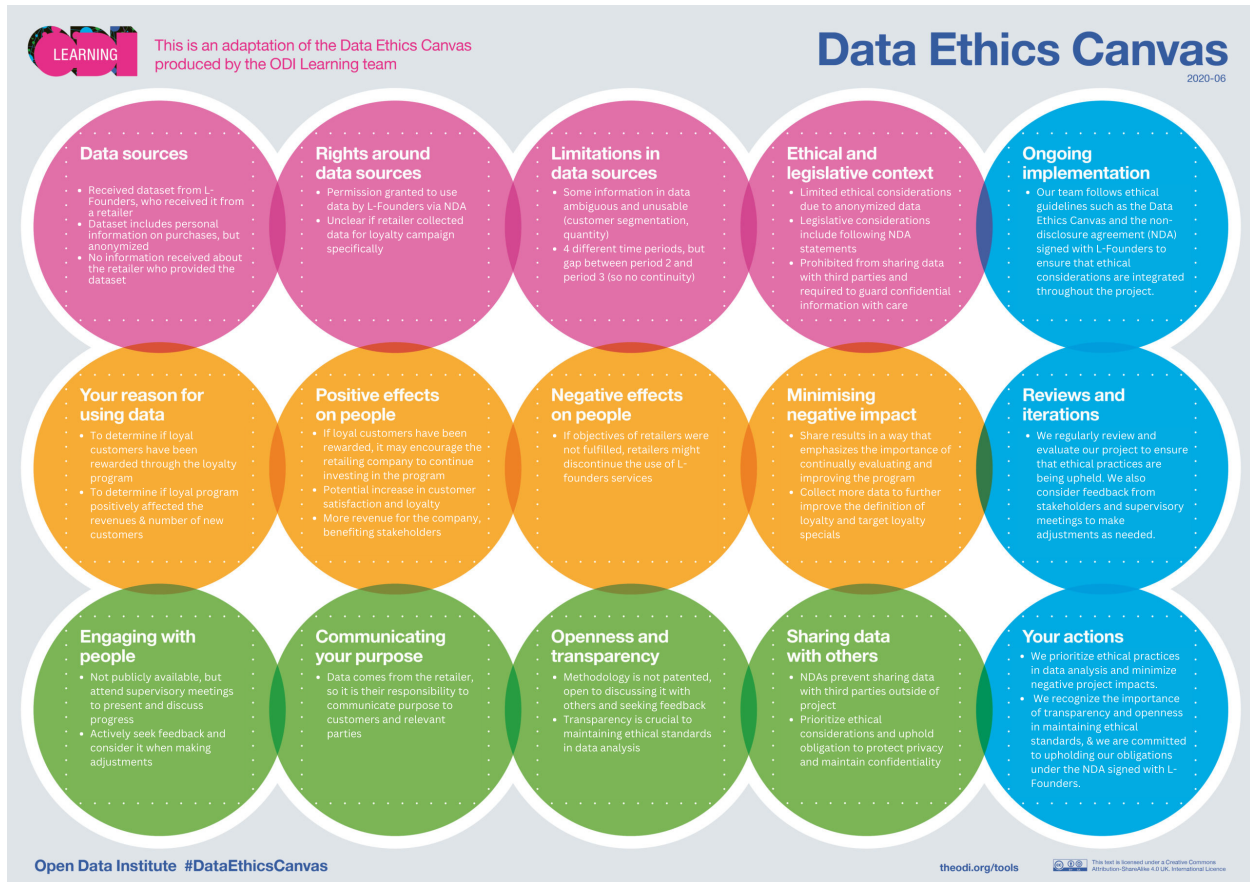 ODI
LEARNING
This is an adaptation of the Data Ethics Canvas
produced by the ODI Learning team
Data Ethics Canvas
2020-06
Data sources
• Received dataset from L-
Founders, who received it from
a retailer
• Dataset includes personal
information on purchases, but
anonymized
• No information received about
the retailer who provided the
dataset
Rights around
data sources
• Permission granted to use
data by L-Founders via NDA
• Unclear if retailer collected
data for loyalty campaign
specifically
Limitations in
data sources
• Some information in data
ambiguous and unusable
(customer segmentation,
quantity)
• 4 different time periods, but
gap between period 2 and
period 3 (so no continuity)
Ethical and
legislative context
• Limited ethical considerations
due to anonymized data
• Legislative considerations
include following NDA
statements
• Prohibited from sharing data
with third parties and
required to guard confidential
information with care
Ongoing
implementation
• Our team follows ethical
guidelines such as the Data
Ethics Canvas and the non-
disclosure agreement (NDA)
signed with L-Founders to
ensure that ethical
considerations are integrated
throughout the project.
Your reason for
using data
• To determine if loyal
customers have been
rewarded through the loyalty
program
• To determine if loyal program
positively affected the
revenues & number of new
customers
Positive effects
on people
• If loyal customers have been
rewarded, it may encourage the
retailing company to continue
investing in the program
• Potential increase in customer
satisfaction and loyalty
• More revenue for the company,
benefiting stakeholders
Negative effects
on people
• If objectives of retailers were
not fulfilled, retailers might
discontinue the use of L-
founders services
Minimising
negative impact
• Share results in a way that
emphasizes the importance of
continually evaluating and
improving the program
• Collect more data to further
improve the definition of
loyalty and target loyalty
specials
Reviews and
iterations
• We regularly review and
evaluate our project to ensure
that ethical practices are
being upheld. We also
consider feedback from
stakeholders and supervisory
meetings to make
adjustments as needed.
Engaging with
people
• Not publicly available, but
attend supervisory meetings
to present and discuss
progress
• Actively seek feedback and
consider it when making
adjustments
Communicating
your purpose
• Data comes from the retailer,
so it is their responsibility to
communicate purpose to
customers and relevant
parties
Openness and
transparency
• Methodology is not patented,
open to discussing it with
others and seeking feedback
• Transparency is crucial to
maintaining ethical standards
in data analysis
Sharing data
with others
• NDAs prevent sharing data
with third parties outside of
project
• Prioritize ethical
considerations and uphold
obligation to protect privacy
and maintain confidentiality
Your actions
• We prioritize ethical practices
in data analysis and minimize
negative project impacts.
• We recognize the importance
of transparency and openness
in maintaining ethical
standards, & we are committed
to upholding our obligations
under the NDA signed with L-
Founders.
Open Data Institute #DataEthicsCanvas
theodi.org/tools
This text is licensed under a Creative Commons
Attribution-ShareAlike 4.0 UK. International Licence